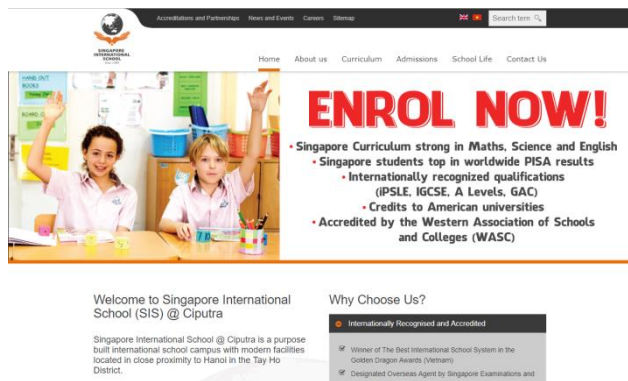 Accreditations and Partnerships News and Events Careers Sitemap
Search term
SINGAPORE
INTERNATIONAL
SCHOOL
Home About us Curriculum Admissions School Life Contact Us
HAND OUT
BOOKS
BOARD G
ENROL NOW!
• Singapore Curriculum strong in Maths, Science and English
• Singapore students top in worldwide PISA results
• Internationally recognized qualifications
(iPSLE, IGCSE, A Levels, GAC)
• Credits to American universities
• Accredited by the Western Association of Schools
and Colleges (WASC)
7 10
Welcome to Singapore International
School (SIS) @ Ciputra
Singapore International School @ Ciputra is a purpose
built international school campus with modern facilities
located in close proximity to Hanoi in the Tay Ho
District.
Why Choose Us?
Internationally Recognised and Accredited
Winner of The Best International School System in the
Golden Dragon Awards (Vietnam)
Designated Overseas Agent by Singapore Examinations and